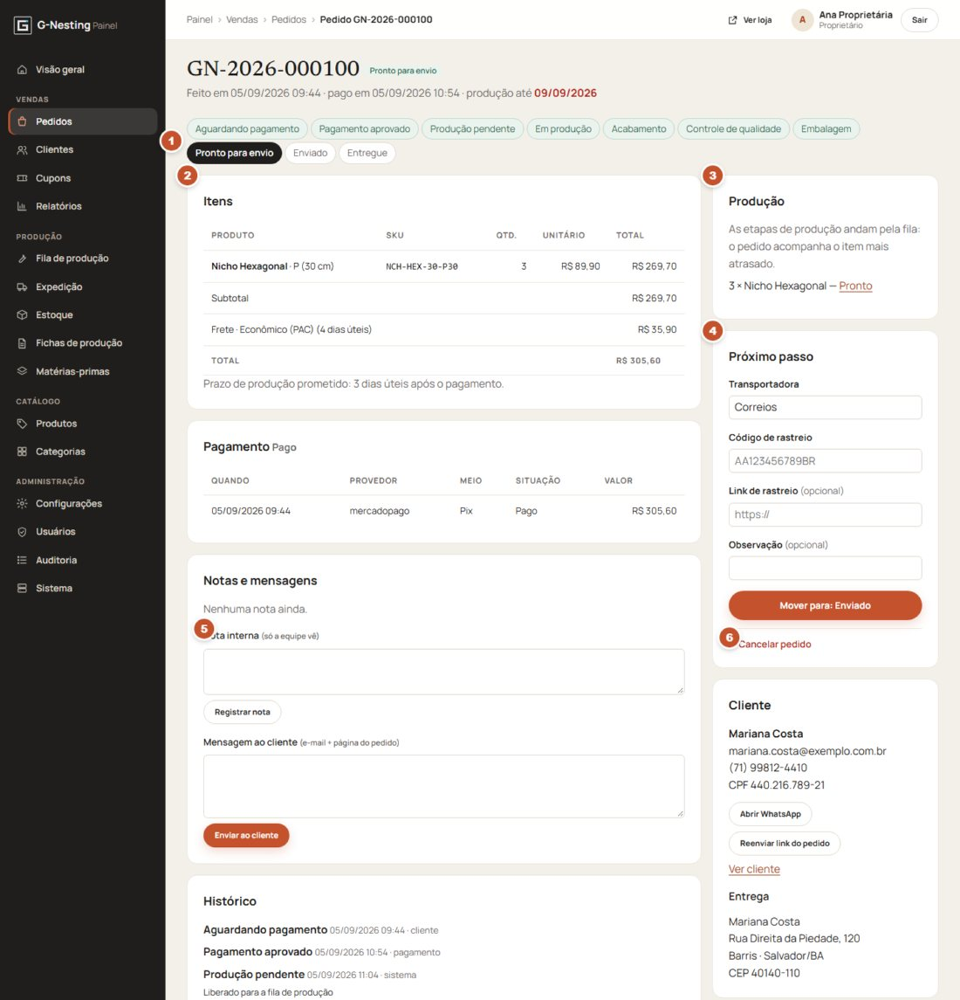 G-Nesting Painel
Visão geral
VENDAS
Pedidos
Clientes
Cupons
Relatórios
PRODUÇÃO
Fila de produção
Expedição
Estoque
Fichas de produção
Matérias-primas
CATÁLOGO
Produtos
Categorias
ADMINISTRAÇÃO
Configurações
Usuários
Auditoria
Sistema
Painel › Vendas › Pedidos › Pedido GN-2026-000100
Ver loja
A
Ana Proprietária
Proprietário
Sair
GN-2026-000100 Pronto para envio
Feito em 05/09/2026 09:44 · pago em 05/09/2026 10:54 · produção até 09/09/2026
1
Aguardando pagamento Pagamento aprovado Produção pendente Em produção Acabamento Controle de qualidade Embalagem
Pronto para envio Enviado Entregue
2
Itens
PRODUTO SKU QTD. UNITÁRIO TOTAL
Nicho Hexagonal · P (30 cm) NCH-HEX-30-P30 3 R$ 89,90 R$ 269,70
Subtotal R$ 269,70
Frete · Econômico (PAC) (4 dias úteis) R$ 35,90
TOTAL R$ 305,60
Prazo de produção prometido: 3 dias úteis após o pagamento.
Pagamento Pago
QUANDO PROVEDOR MEIO SITUAÇÃO VALOR
05/09/2026 09:44 mercadopago Pix Pago R$ 305,60
Notas e mensagens
Nenhuma nota ainda.
5
ota interna (só a equipe vê)
Registrar nota
Mensagem ao cliente (e-mail + página do pedido)
Enviar ao cliente
Histórico
Aguardando pagamento 05/09/2026 09:44 · cliente
Pagamento aprovado 05/09/2026 10:54 · pagamento
Produção pendente 05/09/2026 11:04 · sistema
Liberado para a fila de produção
3
Produção
As etapas de produção andam pela fila:
o pedido acompanha o item mais
atrasado.
3 × Nicho Hexagonal — Pronto
4
Próximo passo
Transportadora
Correios
Código de rastreio
AA123456789BR
Link de rastreio (opcional)
https://
Observação (opcional)
Mover para: Enviado
6
Cancelar pedido
Cliente
Mariana Costa
mariana.costa@exemplo.com.br
(71) 99812-4410
CPF 440.216.789-21
Abrir WhatsApp
Reenviar link do pedido
Ver cliente
Entrega
Mariana Costa
Rua Direita da Piedade, 120
Barris · Salvador/BA
CEP 40140-110